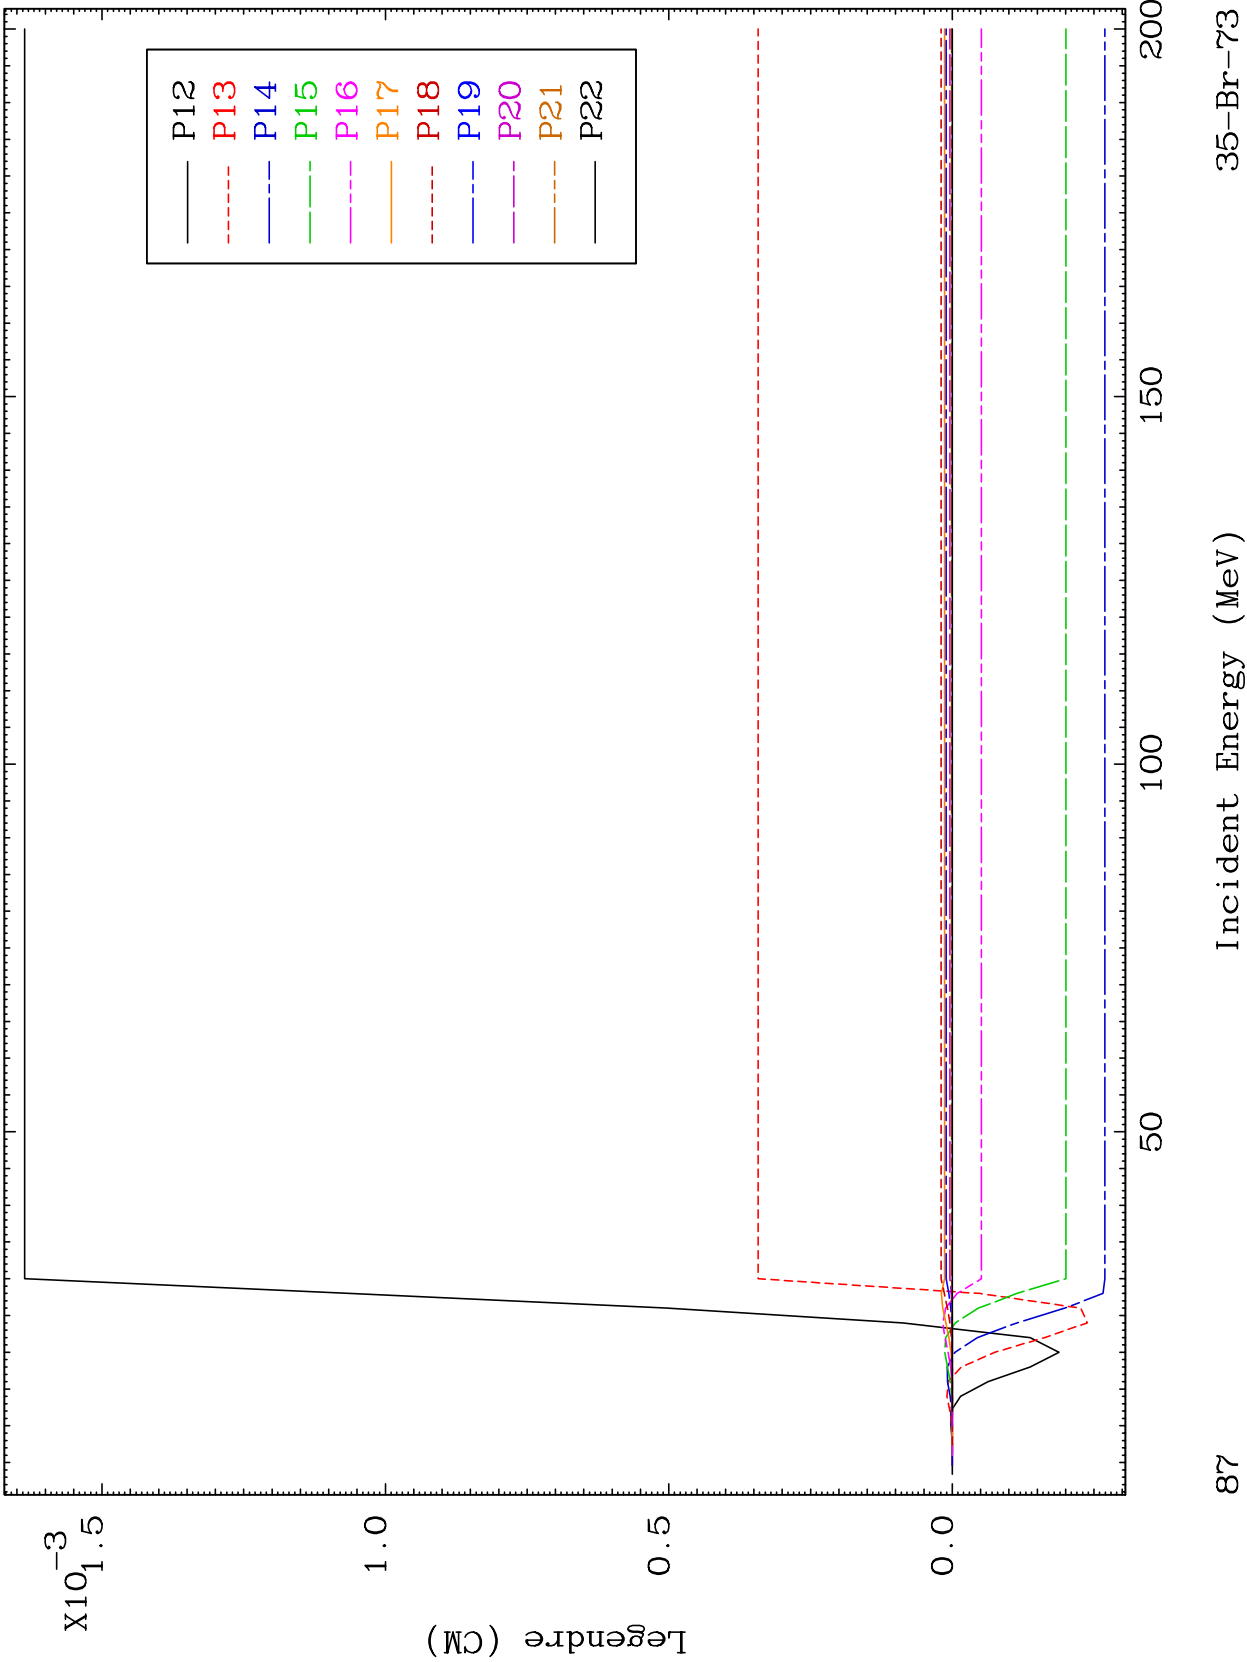 X10-3
1.5
1.0
0.5
0.0
Legendre (CM)
P12
P13
P14
P15
P16
P17
P18
P19
P20
P21
P22
50
100
150
200
Incident Energy (MeV)
87
35-Br-73